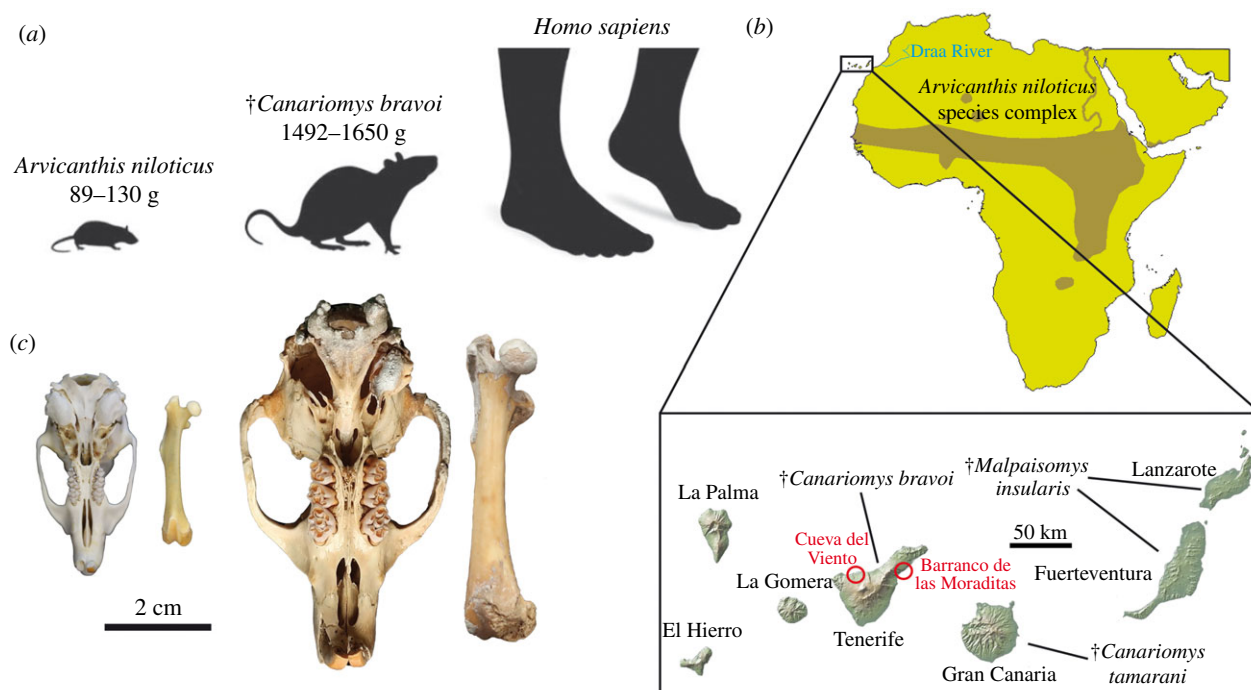 (a)
Homo sapiens
†Canariomys bravoi
1492–1650 g
Arvicanthis niloticus
89–130 g
(b)
Draa River
Arvicanthis niloticus
species complex
(c)
2 cm
†Canariomys bravoi
†Malpaisomys
insularis
Lanzarote
La Palma
50 km
Cueva del
Viento
Barranco de
las Moraditas
Fuerteventura
La Gomera
El Hierro
Tenerife
Gran Canaria
†Canariomys
tamarani